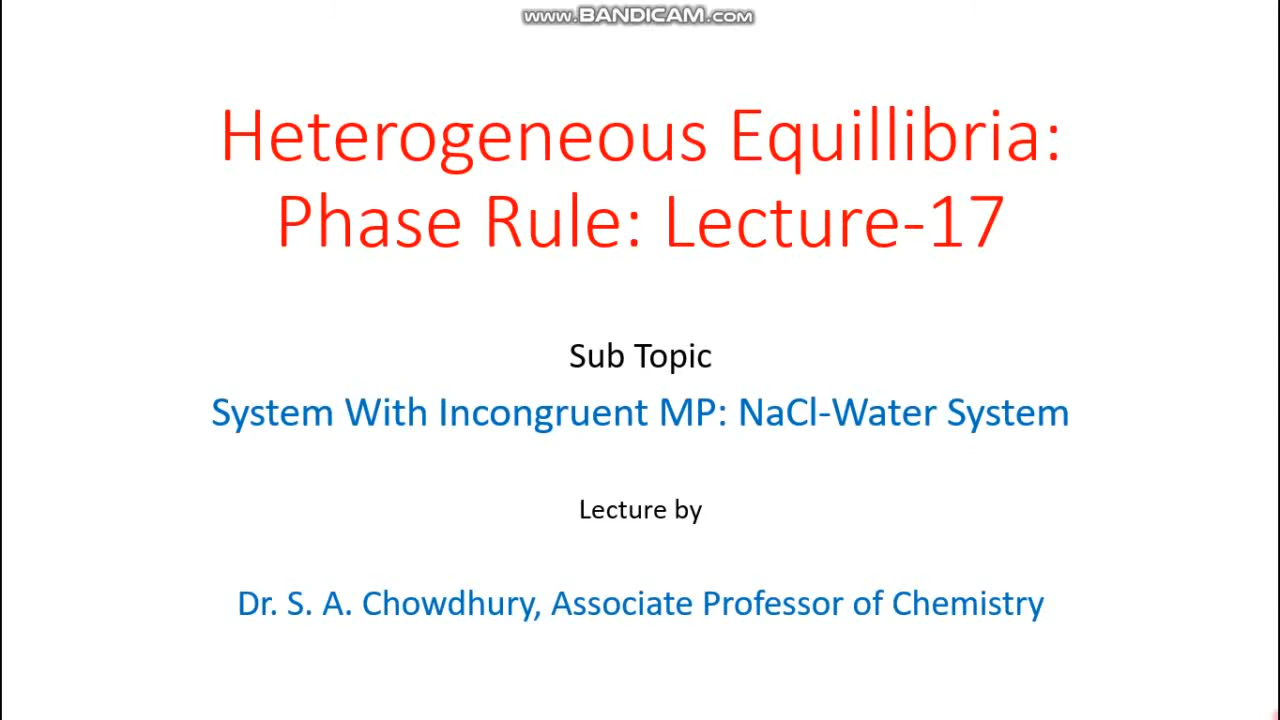 www.BANDICAM.com
Heterogeneous Equillibria:
Phase Rule: Lecture-17
Sub Topic
System With Incongruent MP: NaCl-Water System
Lecture by
Dr. S. A. Chowdhury, Associate Professor of Chemistry